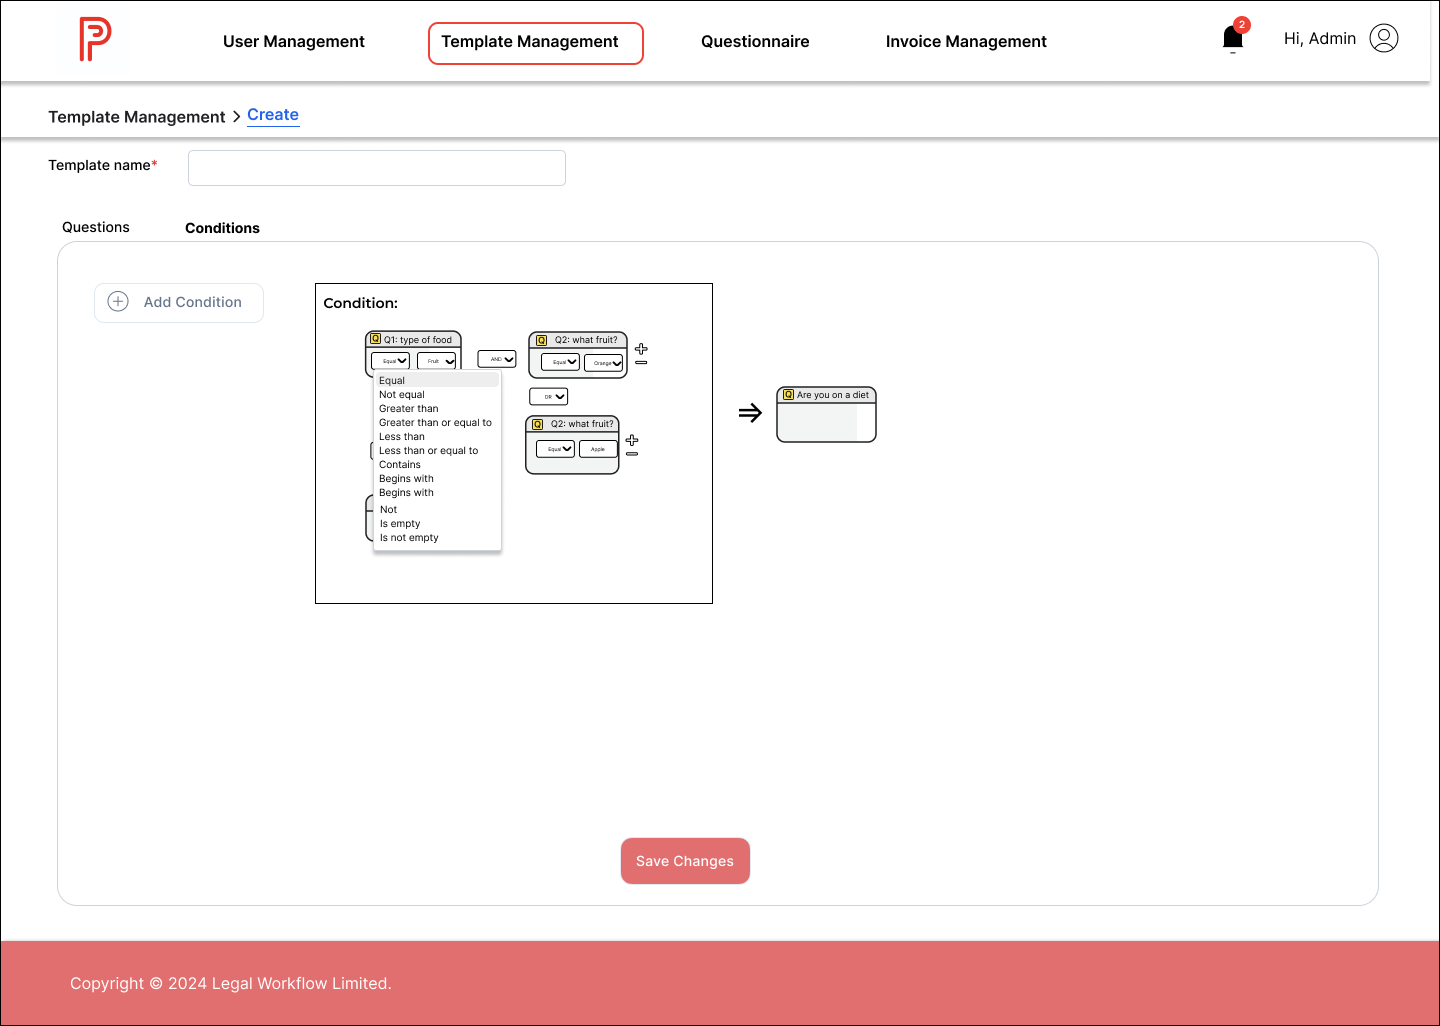 User Management
Template Management
Questionnaire
Invoice Management
2
Hi, Admin
Template Management > Create
Template name*
Questions
Conditions
Add Condition
Condition:
Q Q1: type of food
Equal
Fruit
AND
Q Q2: what fruit?
Equal
Orange
OR
Q Q2: what fruit?
Equal
Apple
Equal
Not equal
Greater than
Greater than or equal to
Less than
Less than or equal to
Contains
Begins with
Begins with
Not
Is empty
Is not empty
Q Are you on a diet
Save Changes
Copyright © 2024 Legal Workflow Limited.